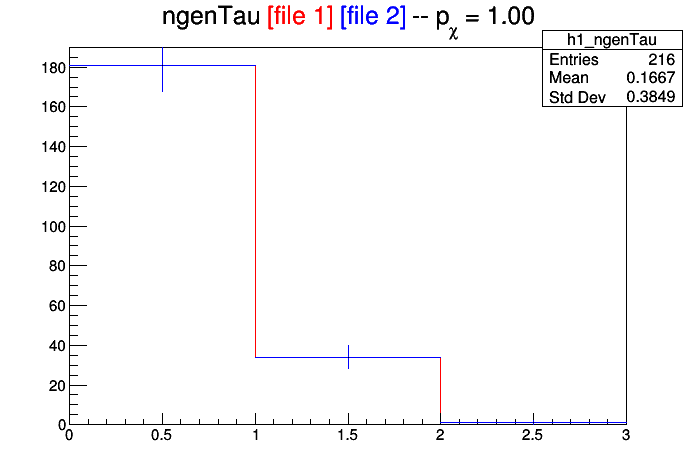 ngenTau [file 1] [file 2] -- pχ = 1.00
h1_ngenTau
Entries 216
Mean 0.1667
Std Dev 0.3849
180
160
140
120
100
80
60
40
20
0
0 0.5 1 1.5 2 2.5 3